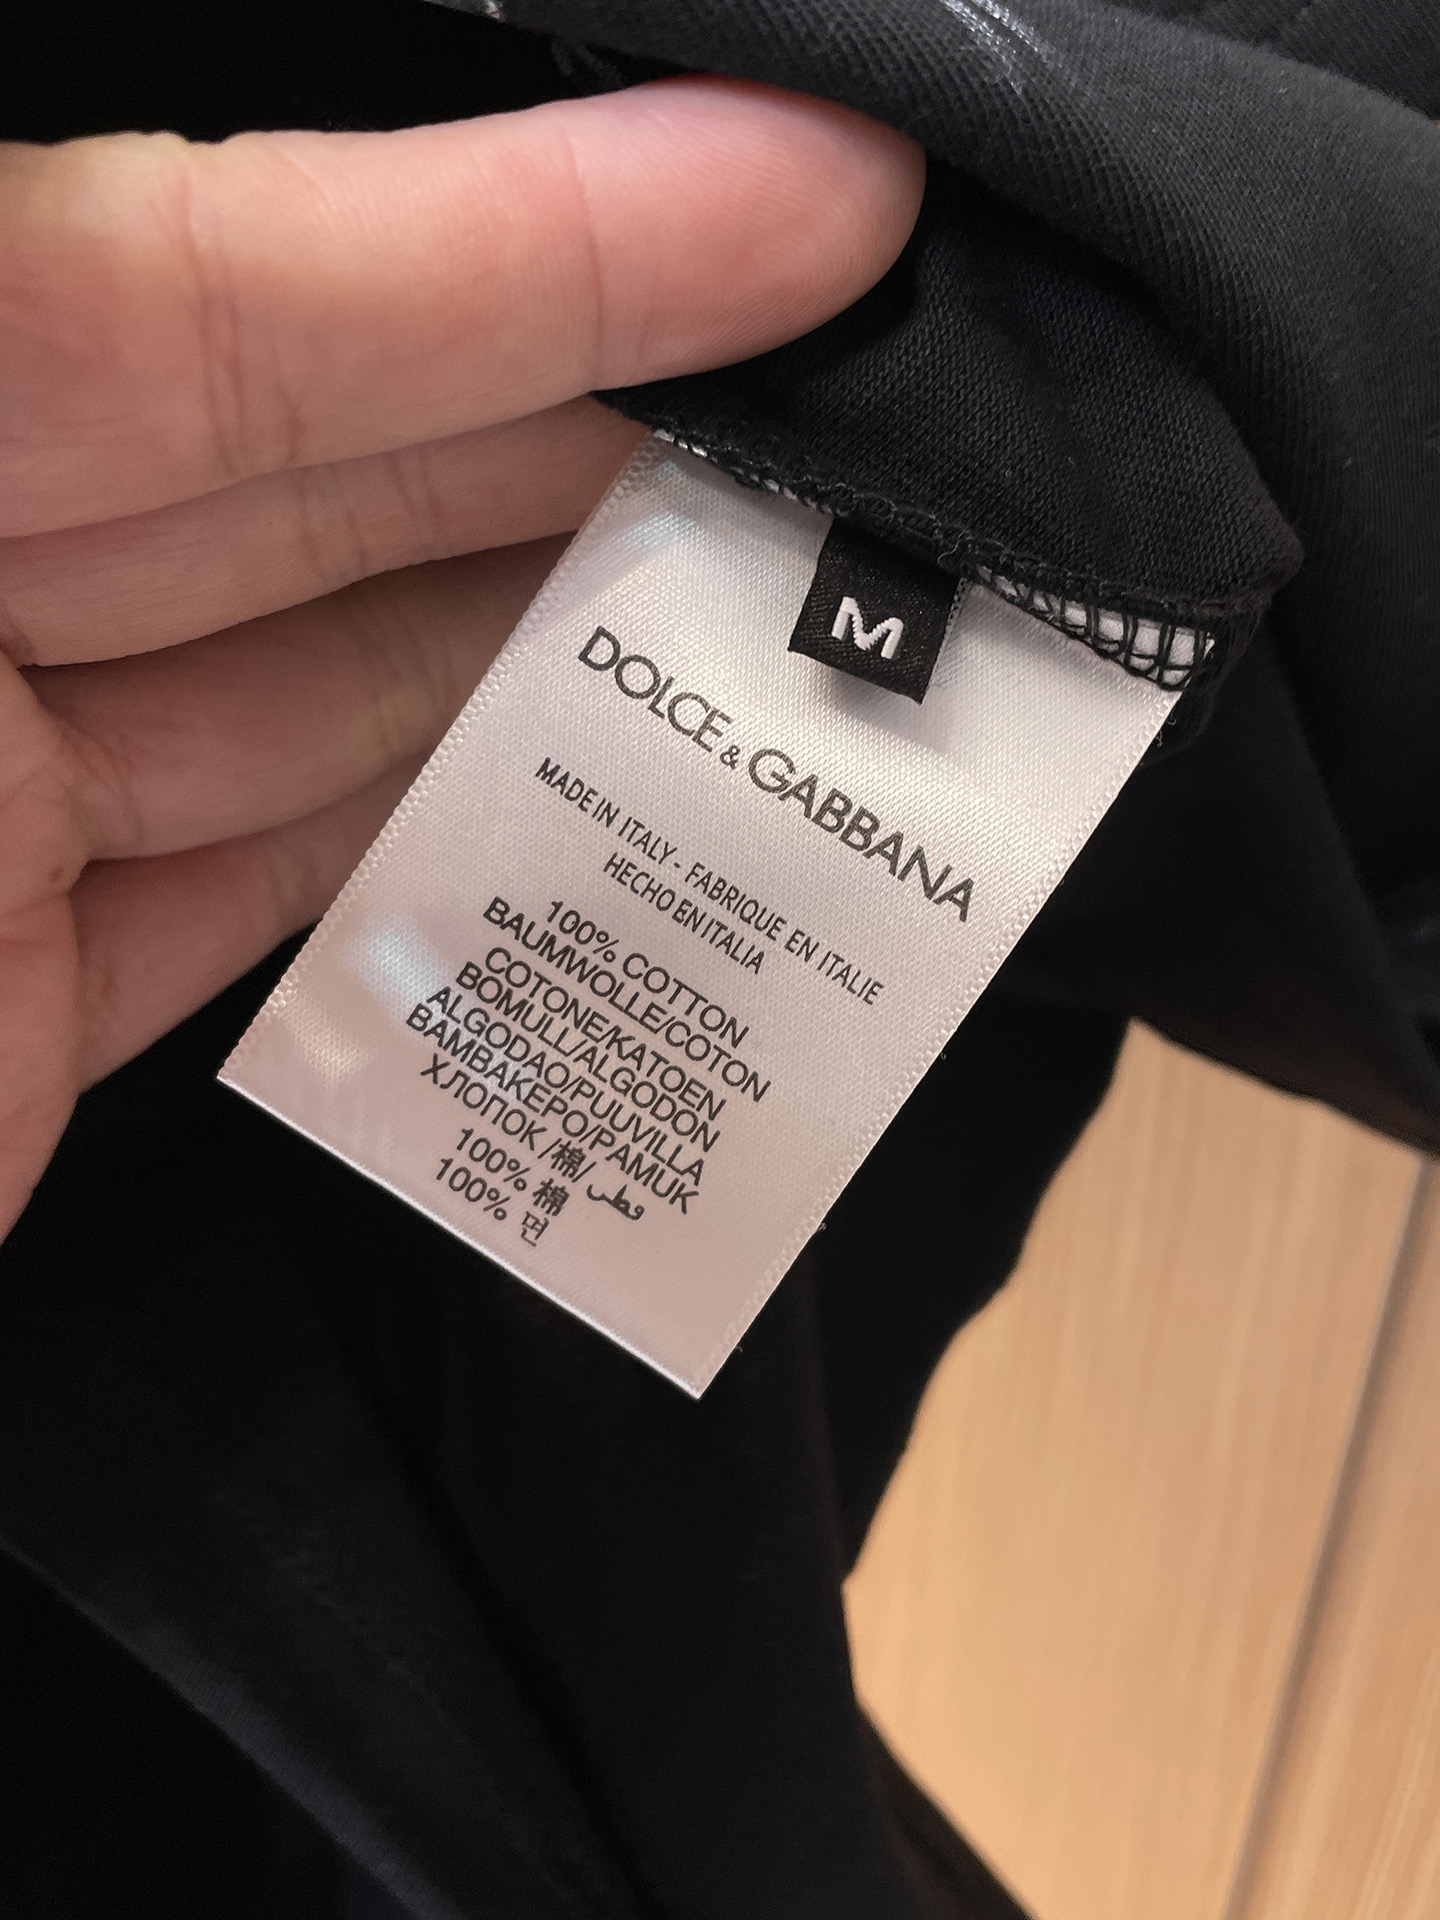 M
DOLCE & GABBANA
MADE IN ITALY - FABRIQUE EN ITALIE
HECHO EN ITALIA
100% COTTON
BAUMWOLLE/COTON
COTONE/KATOEN
BOMULL/ALGODON
ALGODAO/PUUVILLA
BAMBAKEPO/PAMUK
ХЛОПОК /棉/ قطن
100% 棉
100% 면